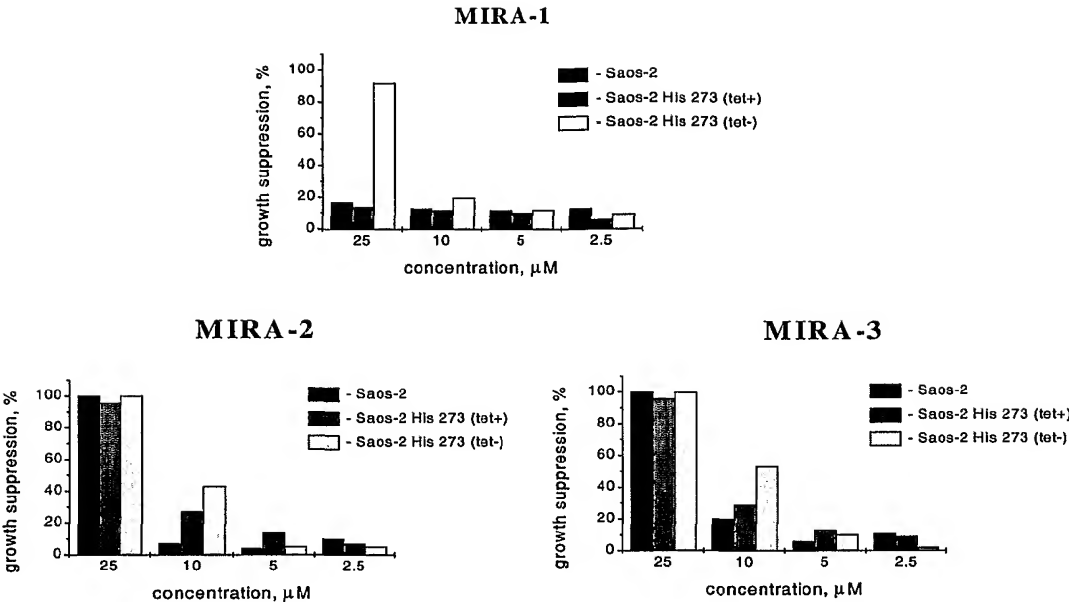 MIRA-1
growth suppression, %
100
80
60
40
20
0
- Saos-2
- Saos-2 His 273 (tet+)
- Saos-2 His 273 (tet-)
25 10 5 2.5
concentration, µM
MIRA-2
growth suppression, %
100
80
60
40
20
0
- Saos-2
- Saos-2 His 273 (tet+)
- Saos-2 His 273 (tet-)
25 10 5 2.5
concentration, µM
MIRA-3
growth suppression, %
100
80
60
40
20
0
- Saos-2
- Saos-2 His 273 (tet+)
- Saos-2 His 273 (tet-)
25 10 5 2.5
concentration, µM